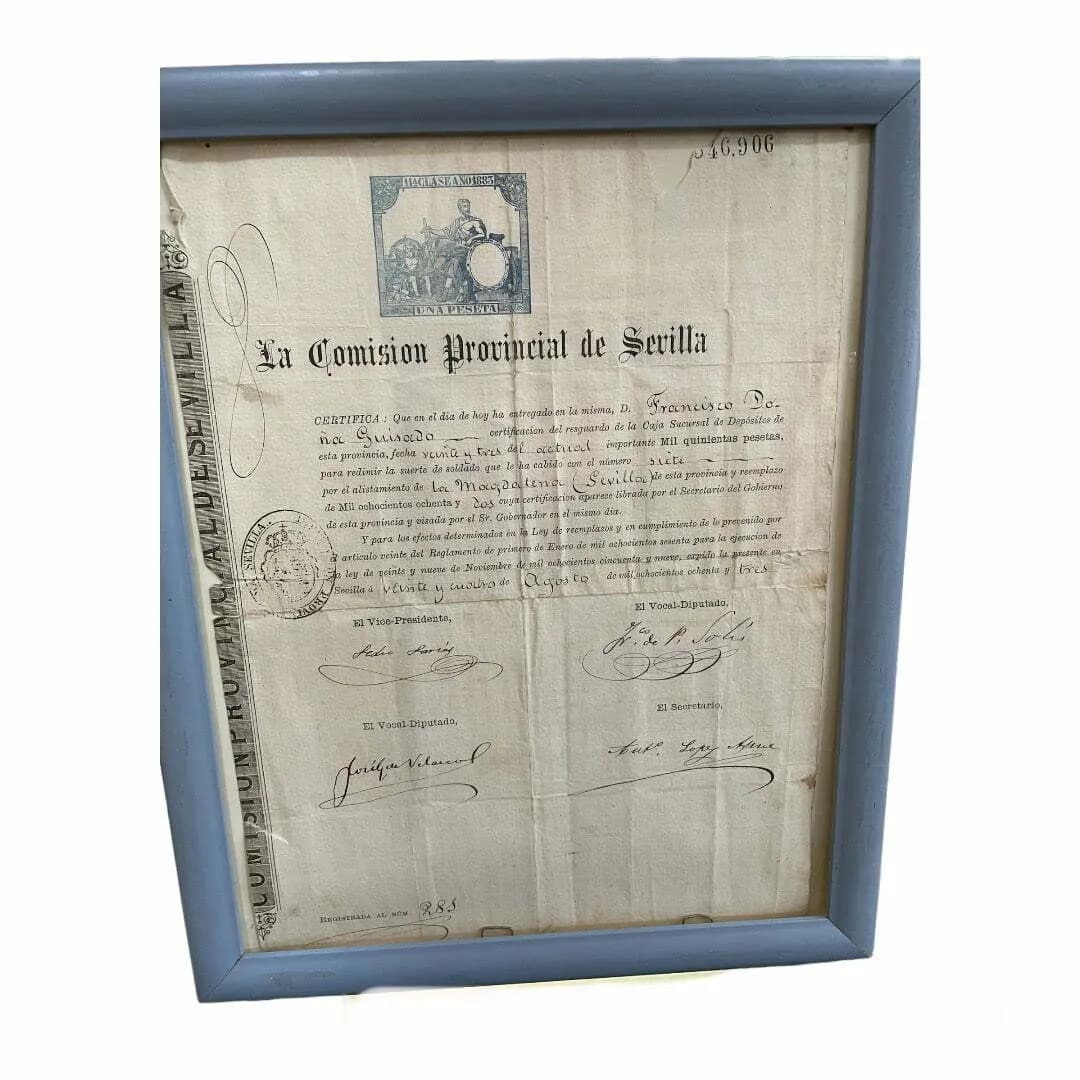 46.906
11ª CLASE AÑO 1883
UNA PESETA
La Comision Provincial de Sevilla
CERTIFICA: Que en el dia de hoy ha entregado en la misma, D. Francisco Do-
ña Guisado certificacion del resguardo de la Caja Sucursal de Depósitos de
esta provincia, fecha veinte y tres del actual importante Mil quinientas pesetas,
para redimir la suerte de soldado que le ha cabido con el número siete
por el alistamiento de La Magdalena (Sevilla) de esta provincia y reemplazo
de Mil ochocientos ochenta y dos cuya certificacion aparece librada por el Secretario del Gobierno
de esta provincia y visada por el Sr. Gobernador en el mismo dia.
Y para los efectos determinados en la Ley de reemplazos y en cumplimiento de lo prevenido por
el artículo veinte del Reglamento de primero de Enero de mil ochocientos sesenta para la ejecucion de
la ley de veinte y nueve de Noviembre de mil ochocientos cincuenta y nueve, expido la presente en
Sevilla á veinte y cuatro de Agosto de mil ochocientos ochenta y tres
El Vice-Presidente,
El Vocal-Diputado,
Pedro
Fr.co de P. Solis
El Vocal-Diputado,
El Secretario,
Ant.º Lopez
REGISTRADA AL NÚM
COMISION PROVINCIAL DE SEVILLA
SEVILLA